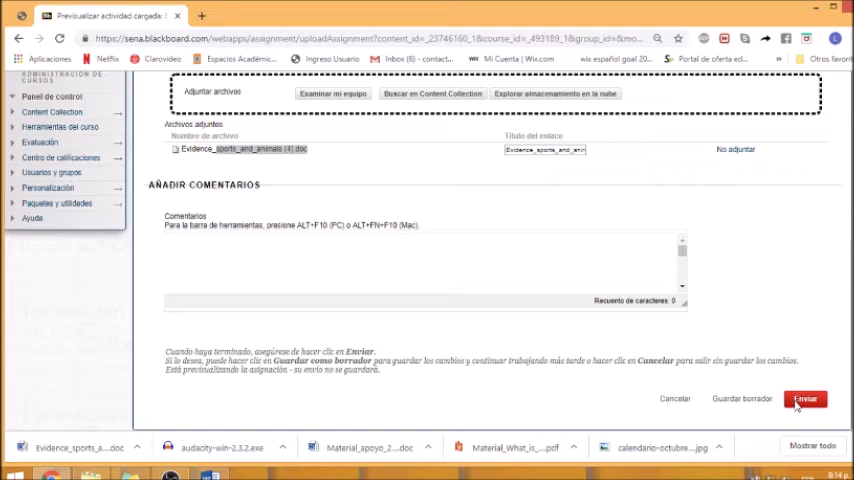 Previsualizar actividad cargada:
https://sena.blackboard.com/webapps/assignment/uploadAssignment?content_id=_23746160_1&course_id=_493189_1&group_id=&mo...
Aplicaciones Netflix Clarovideo Espacios Académic... Ingreso Usuario Inbox (6) - contact... Mi Cuenta | Wix.com wix español goal 20... Portal de oferta ed... Otros favori
ADMINISTRACIÓN DE
CURSOS
Panel de control
Content Collection
Herramientas del curso
Evaluación
Centro de calificaciones
Usuarios y grupos
Personalización
Paquetes y utilidades
Ayuda
Adjuntar archivos Examinar mi equipo Buscar en Content Collection Explorar almacenamiento en la nube
Archivos adjuntos
Nombre de archivo Título del enlace
Evidence_sports_and_animals (4).doc Evidence_sports_and_anin No adjuntar
AÑADIR COMENTARIOS
Comentarios
Para la barra de herramientas, presione ALT+F10 (PC) o ALT+FN+F10 (Mac).
Recuento de caracteres: 0
Cuando haya terminado, asegúrese de hacer clic en Enviar.
Si lo desea, puede hacer clic en Guardar como borrador para guardar los cambios y continuar trabajando más tarde o hacer clic en Cancelar para salir sin guardar los cambios.
Está previsualizando la asignación - su envío no se guardará.
Cancelar Guardar borrador Enviar
Evidence_sports_a....doc audacity-win-2.3.2.exe Material_apoyo_2....doc Material_What_is_....pdf calendario-octubre....jpg Mostrar todo
8:14 p.